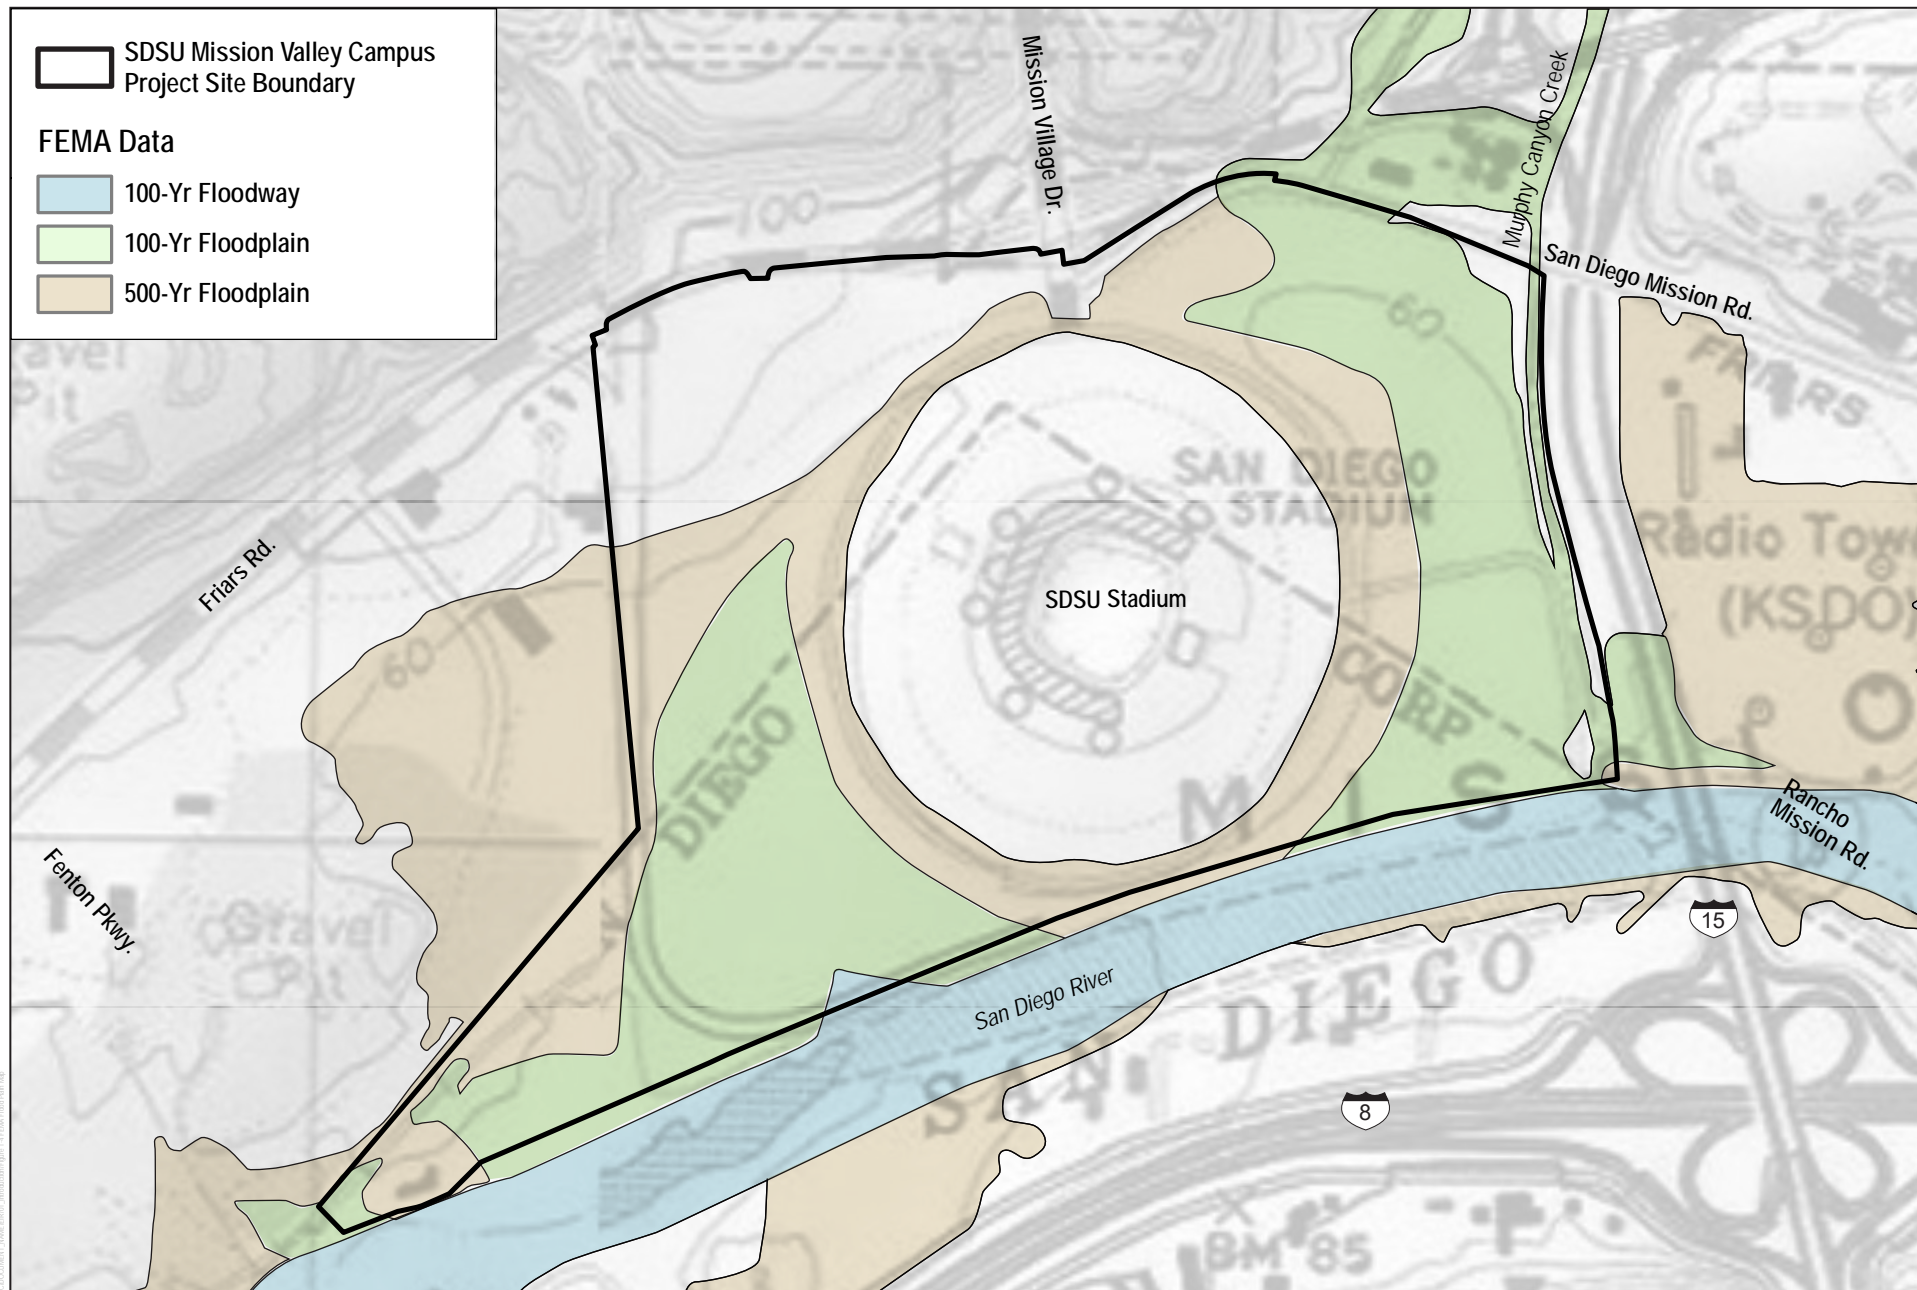 SDSU Mission Valley Campus
Project Site Boundary
FEMA Data
100-Yr Floodway
100-Yr Floodplain
500-Yr Floodplain
Mission Village Dr.
Murphy Canyon Creek
San Diego Mission Rd.
100
60
FRIARS
SAN DIEGO
STADIUM
Radio Tow
(KSDO)
Friars Rd.
SDSU Stadium
60
CORP
DIEGO
M I S
Rancho
Mission Rd.
Fenton Pkwy.
Gravel
Pit
15
San Diego River
SAN DIEGO
8
BM 85